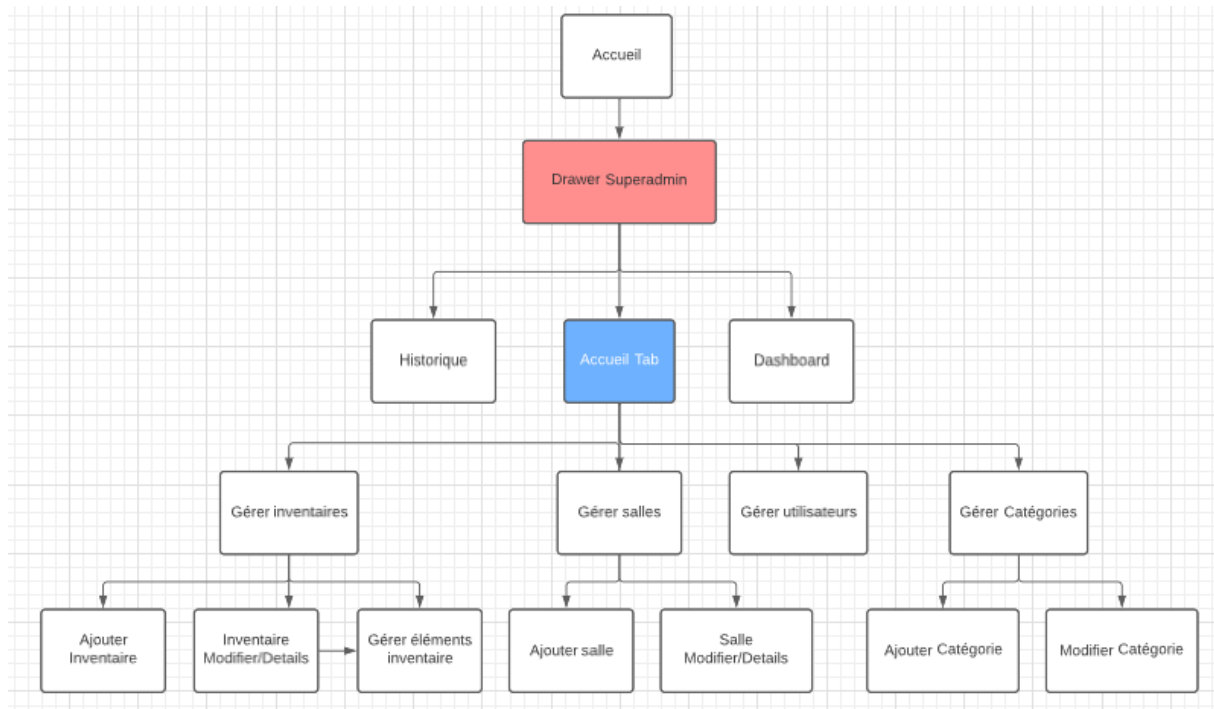 Accueil
Drawer Superadmin
Historique
Accueil Tab
Dashboard
Gérer inventaires
Gérer salles
Gérer utilisateurs
Gérer Catégories
Ajouter
Inventaire
Inventaire
Modifier/Details
Gérer éléments
inventaire
Ajouter salle
Salle
Modifier/Details
Ajouter Catégorie
Modifier Catégorie